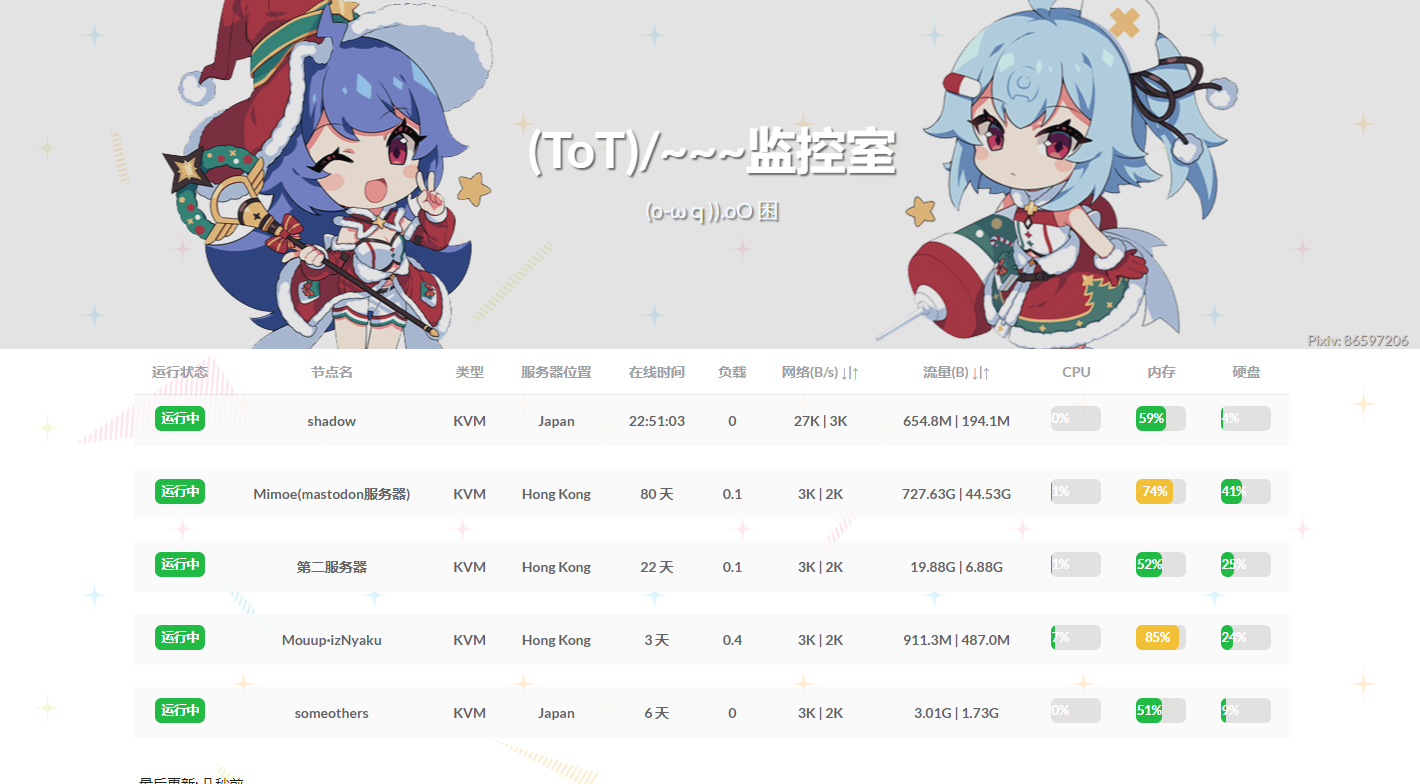 (ToT)/~~~监控室
(o-ω q )).oO 困
Pixiv: 86597206
运行状态 节点名 类型 服务器位置 在线时间 负载 网络(B/s) ↓|↑ 流量(B) ↓|↑ CPU 内存 硬盘
运行中 shadow KVM Japan 22:51:03 0 27K | 3K 654.8M | 194.1M 0% 59% 4%
运行中 Mimoe(mastodon服务器) KVM Hong Kong 80 天 0.1 3K | 2K 727.63G | 44.53G 1% 74% 41%
运行中 第二服务器 KVM Hong Kong 22 天 0.1 3K | 2K 19.88G | 6.88G 1% 52% 25%
运行中 Mouup·izNyaku KVM Hong Kong 3 天 0.4 3K | 2K 911.3M | 487.0M 7% 85% 24%
运行中 someothers KVM Japan 6 天 0 3K | 2K 3.01G | 1.73G 0% 51% 9%
最后更新: 几秒前